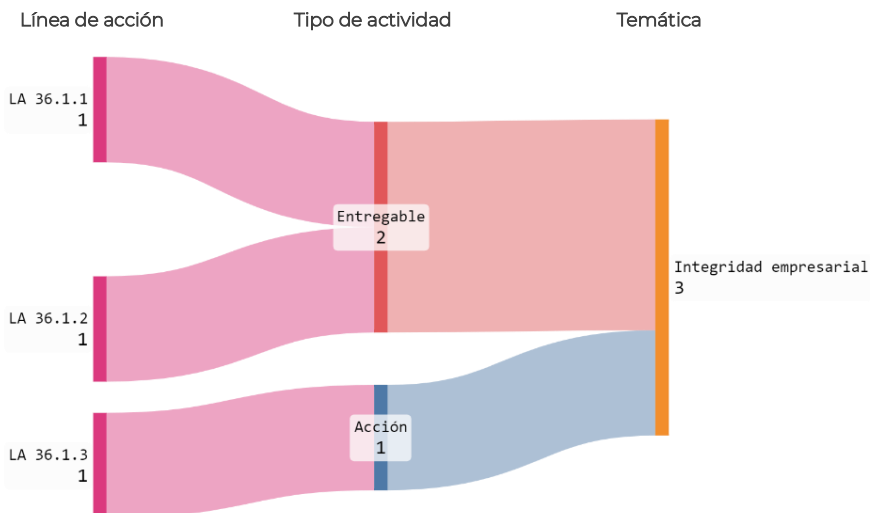 Línea de acción
Tipo de actividad
Temática
LA 36.1.1
1
Entregable
2
Integridad empresarial
3
LA 36.1.2
1
Acción
1
LA 36.1.3
1